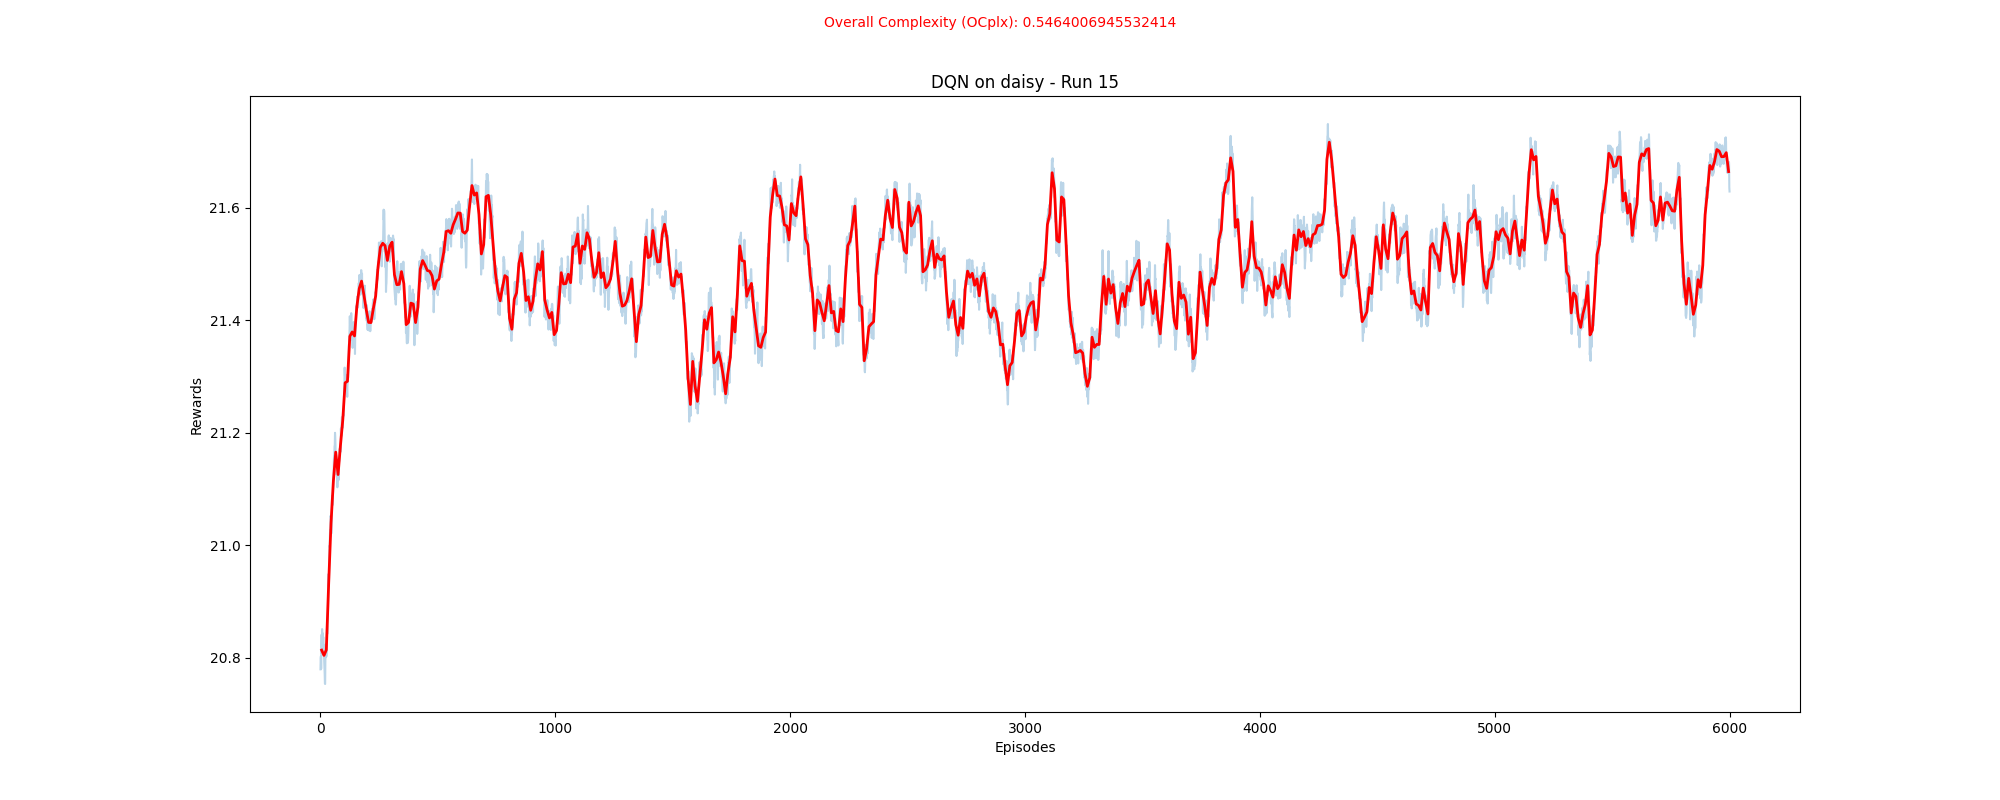 Overall Complexity (OCplx): 0.5464006945532414
DQN on daisy - Run 15
Rewards
21.6
21.4
21.2
21.0
20.8
0 1000 2000 3000 4000 5000 6000
Episodes